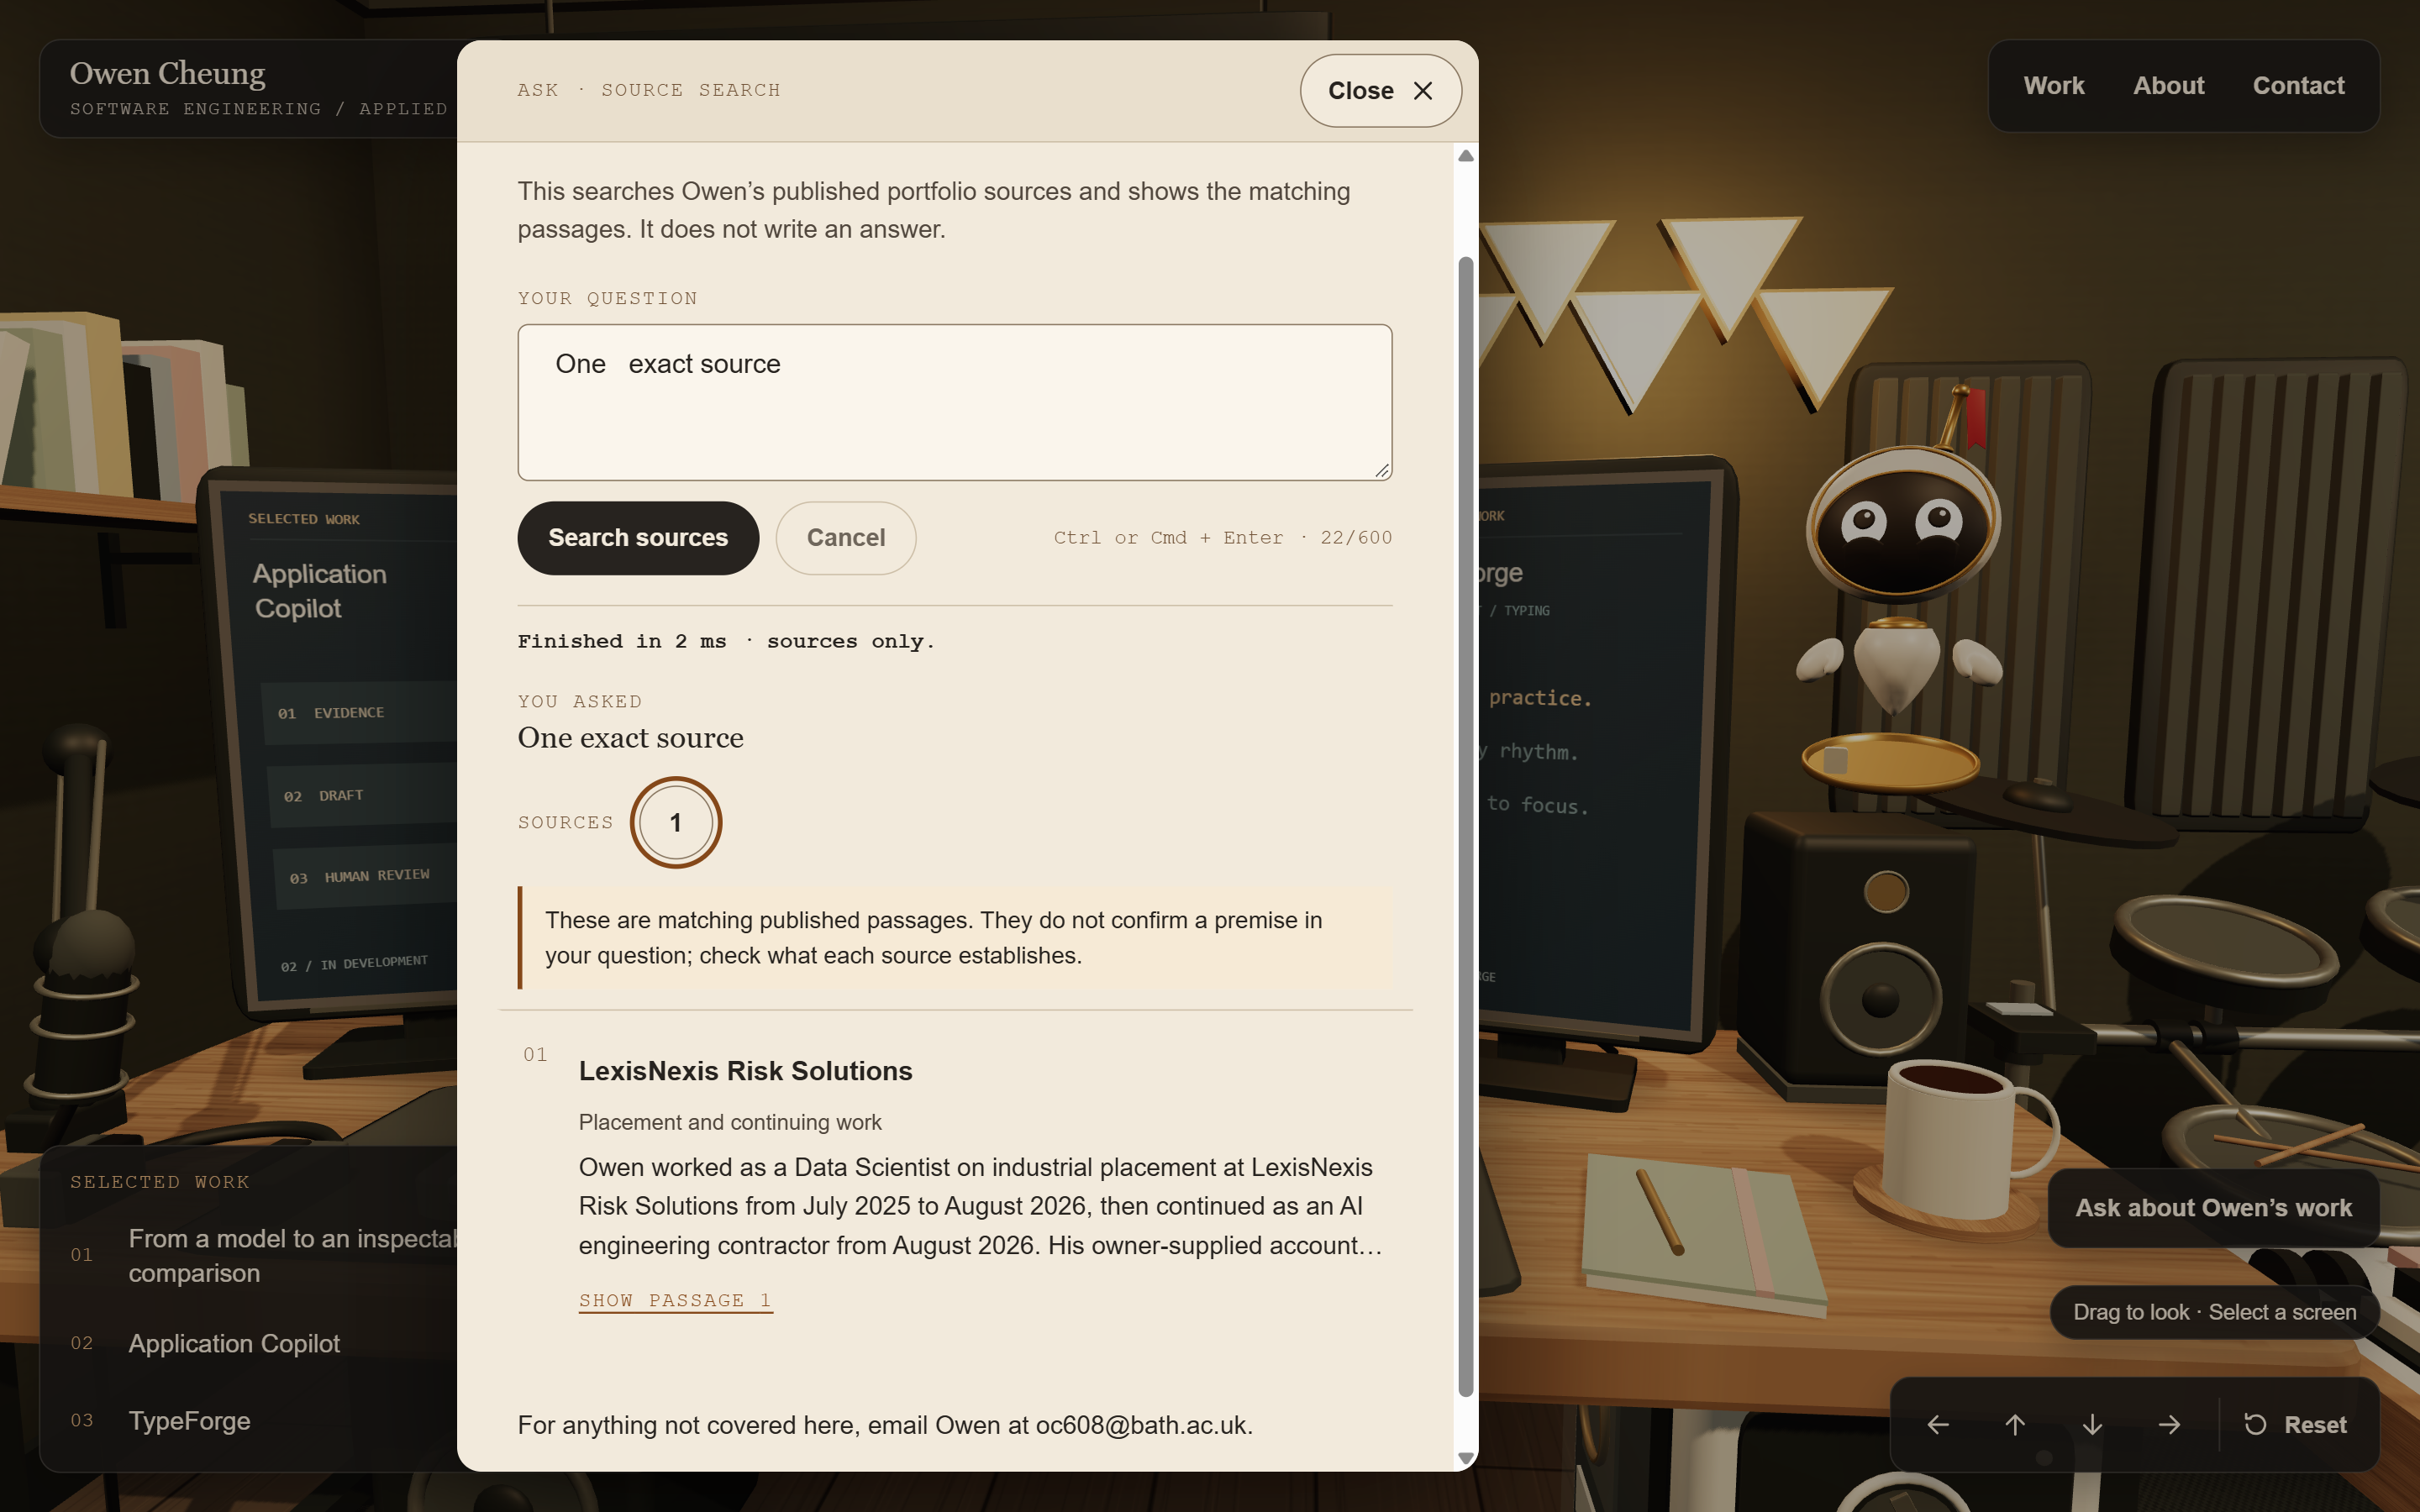 Owen Cheung
SOFTWARE ENGINEERING / APPLIED
Work
About
Contact
ASK · SOURCE SEARCH
Close
This searches Owen’s published portfolio sources and shows the matching
passages. It does not write an answer.
YOUR QUESTION
One   exact source
Search sources
Cancel
Ctrl or Cmd + Enter · 22/600
Finished in 2 ms · sources only.
YOU ASKED
One exact source
SOURCES
1
These are matching published passages. They do not confirm a premise in
your question; check what each source establishes.
01
LexisNexis Risk Solutions
Placement and continuing work
Owen worked as a Data Scientist on industrial placement at LexisNexis
Risk Solutions from July 2025 to August 2026, then continued as an AI
engineering contractor from August 2026. His owner-supplied account…
SHOW PASSAGE 1
For anything not covered here, email Owen at oc608@bath.ac.uk.
SELECTED WORK
Application
Copilot
01 EVIDENCE
02 DRAFT
03 HUMAN REVIEW
02 / IN DEVELOPMENT
/ TYPING
practice.
rhythm.
to focus.
SELECTED WORK
01
From a model to an
comparison
02
Application Copilot
03
TypeForge
Ask about Owen’s work
Drag to look · Select a screen
Reset